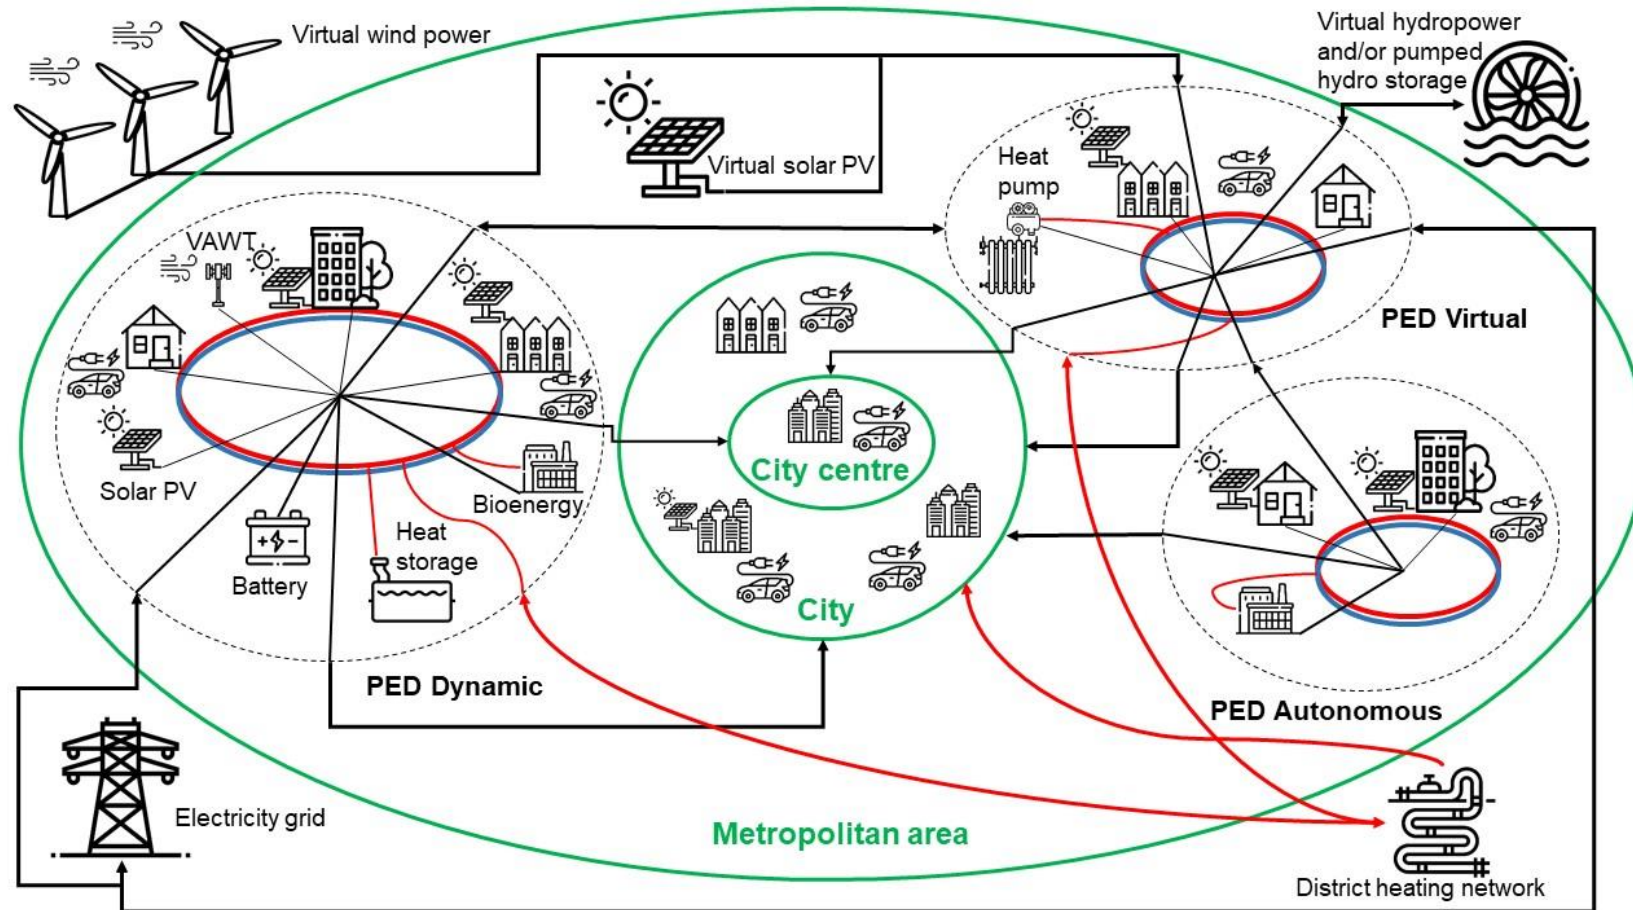 Virtual wind power
Virtual hydropower
and/or pumped
hydro storage
Virtual solar PV
Heat
pump
VAWT
PED Virtual
City centre
Solar PV
Bioenergy
Heat
storage
Battery
City
PED Dynamic
PED Autonomous
Electricity grid
Metropolitan area
District heating network